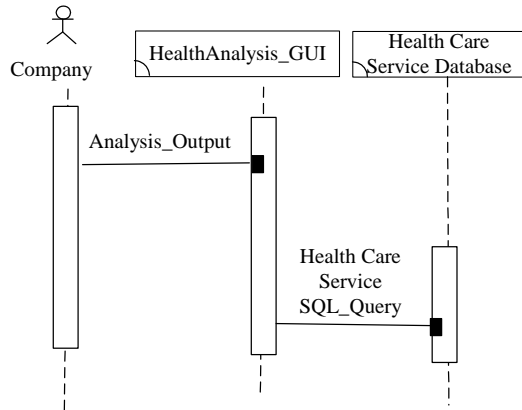 Company
HealthAnalysis_GUI
Health Care
Service Database
Analysis_Output
Health Care
Service
SQL_Query